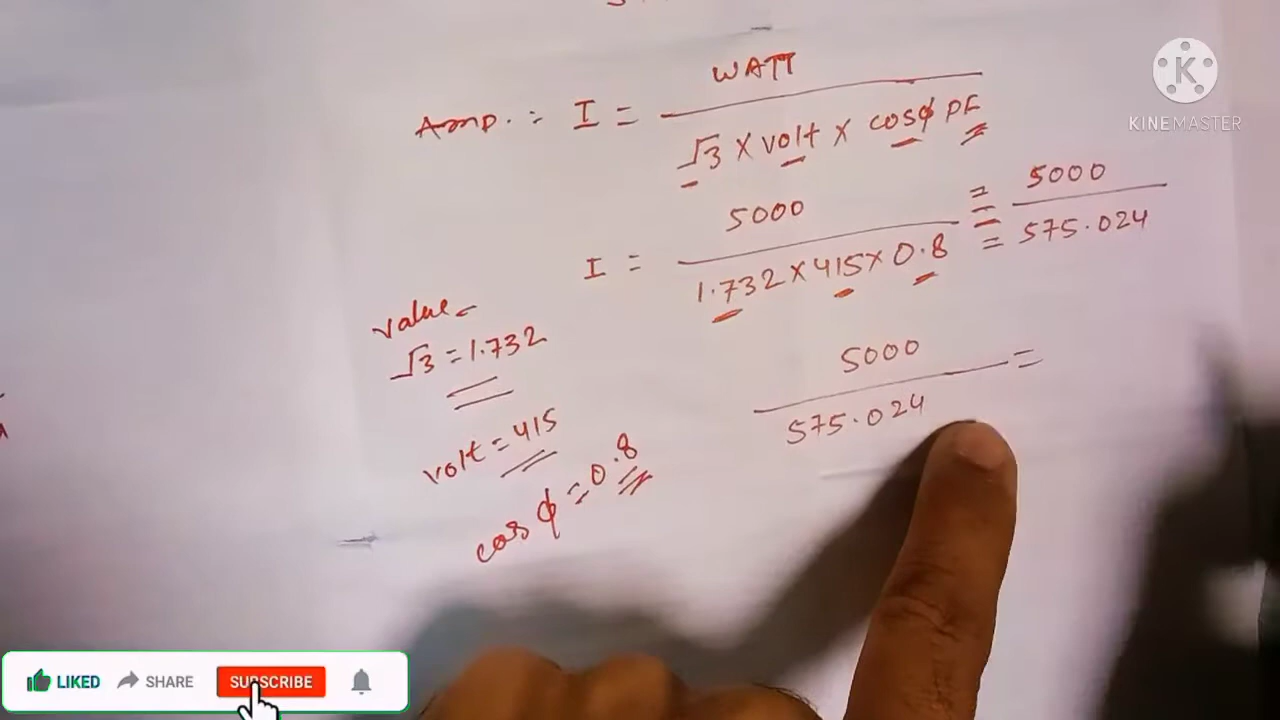 WATT
Amp. : I =
√3 × volt × cosφ PF
5000
I =
1.732 × 415 × 0.8
= 5000
= 575.024
value
√3 = 1.732
volt = 415
cos φ = 0.8
5000 =
575.024
KINEMASTER
LIKED SHARE SUBSCRIBE